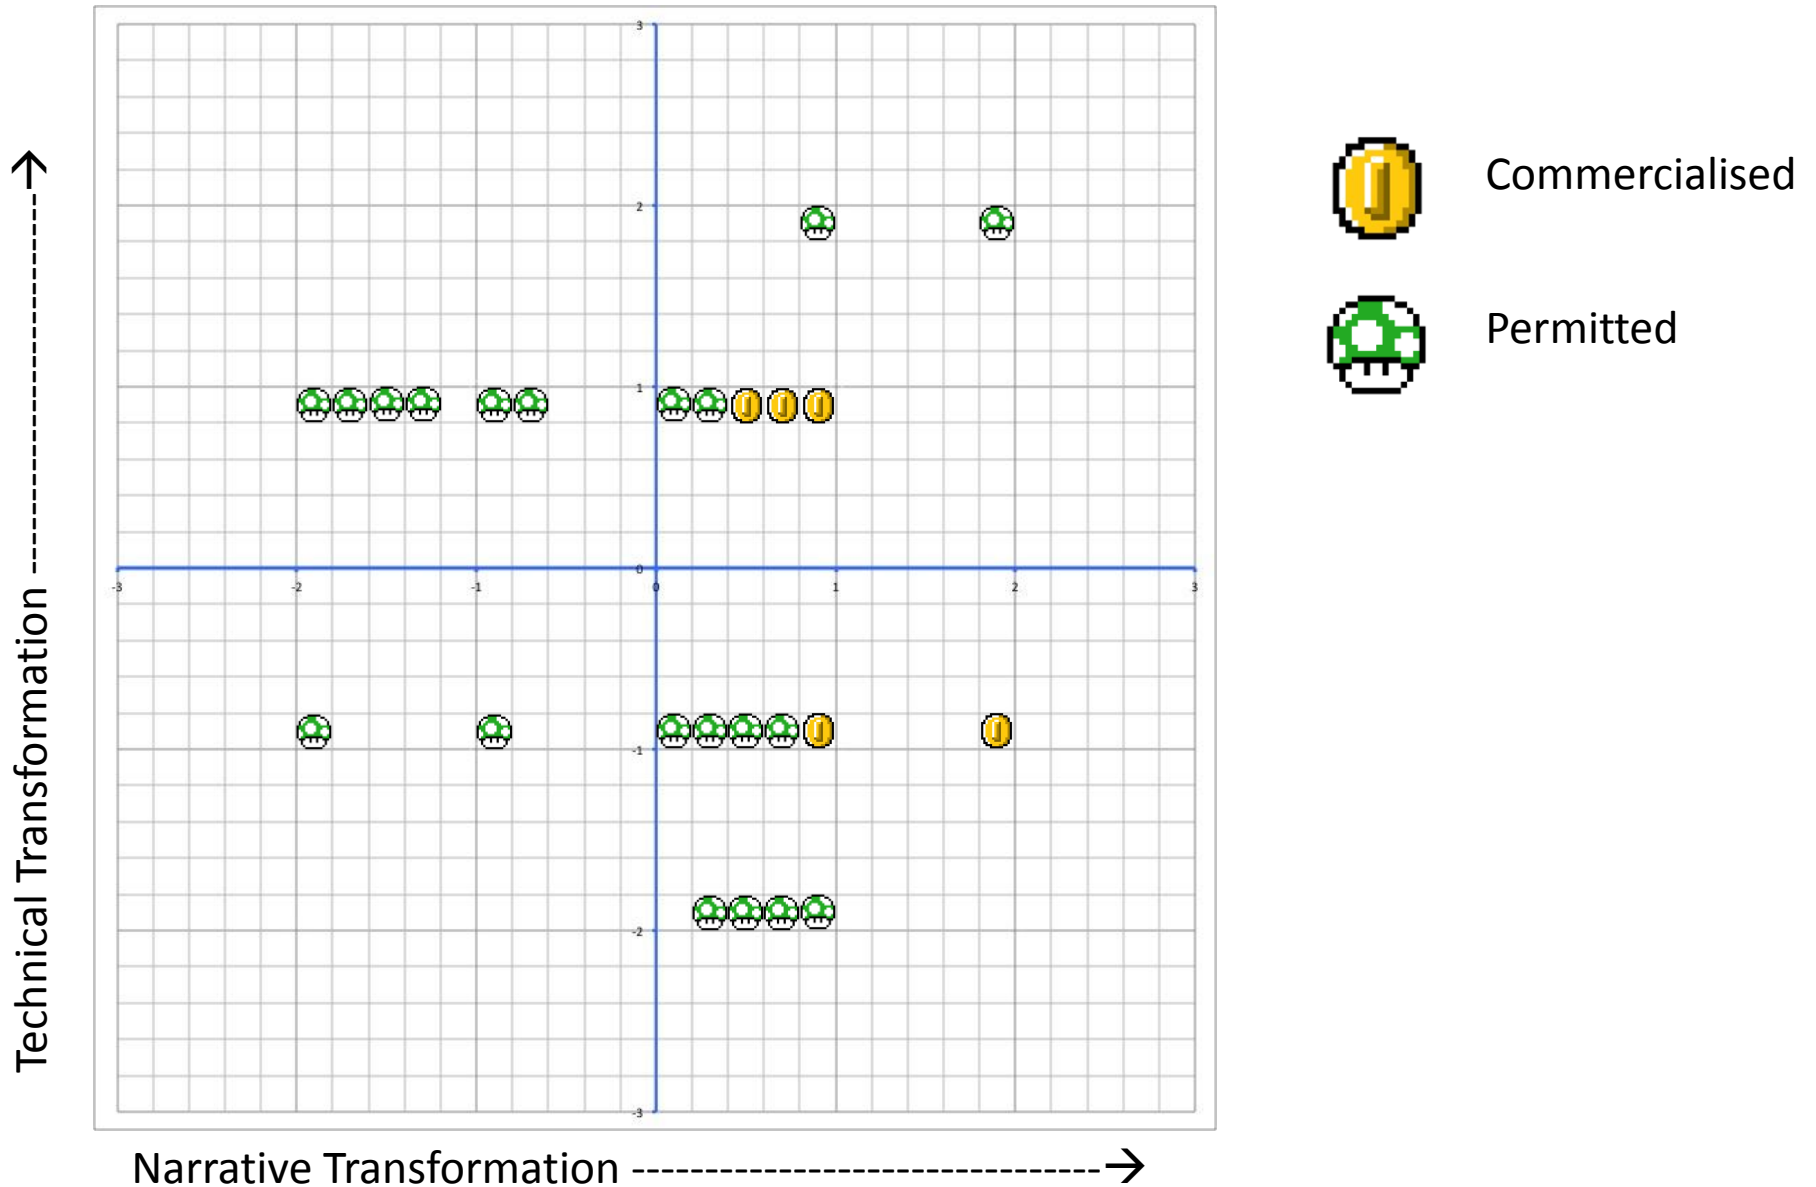 3
2
1
0
-3 -2 -1 0 1 2 3
-1
-2
-3
Technical Transformation -------------------------->
Narrative Transformation -------------------------------->
Commercialised
Permitted